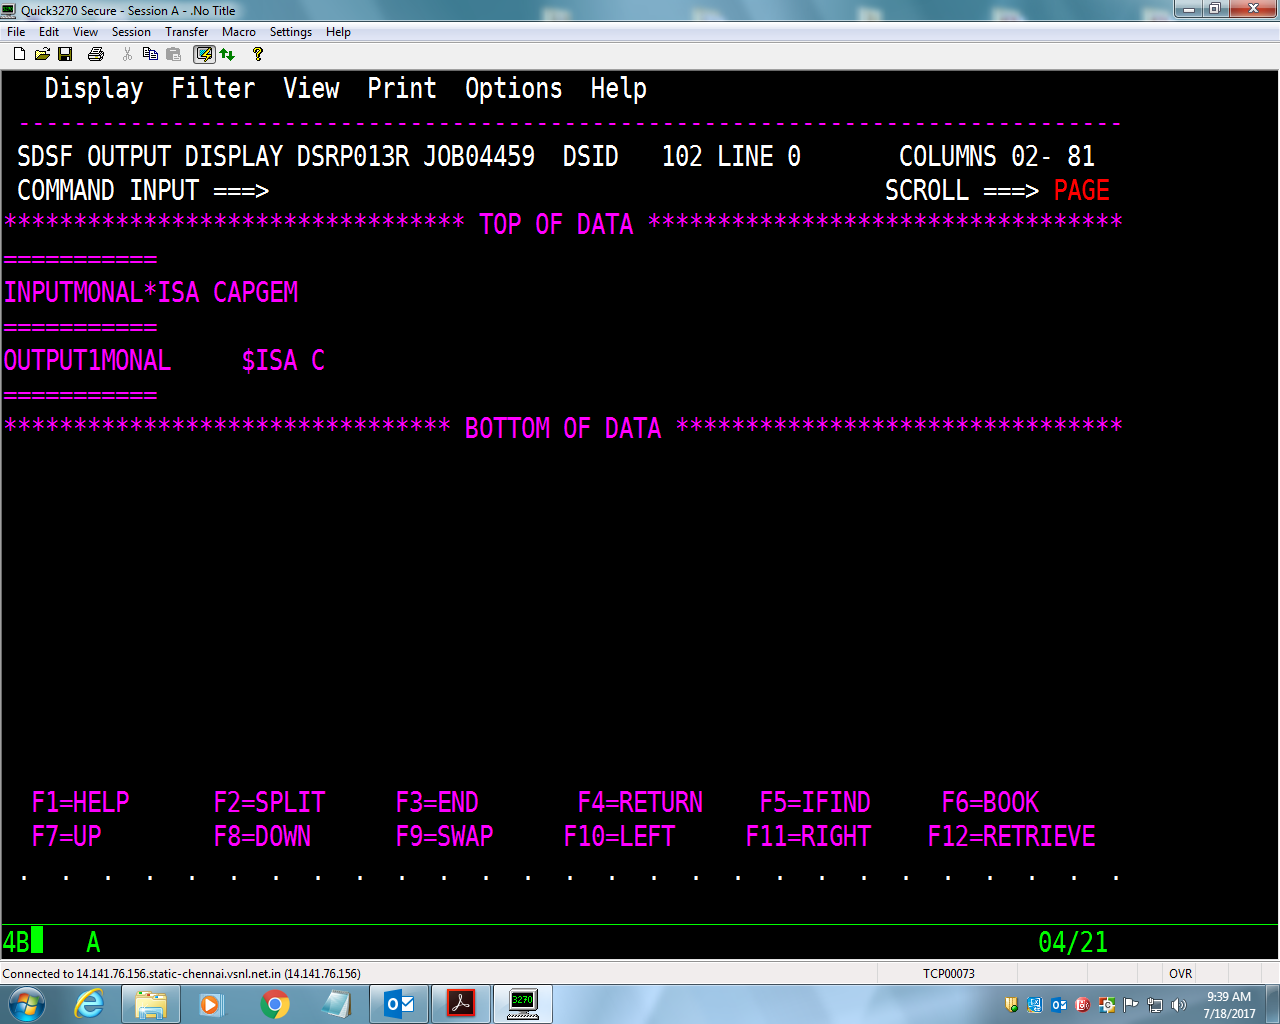 Quick3270 Secure - Session A - .No Title
File Edit View Session Transfer Macro Settings Help
Display Filter View Print Options Help
--------------------------------------------------------------------------------
SDSF OUTPUT DISPLAY DSRP013R JOB04459 DSID 102 LINE 0 COLUMNS 02- 81
COMMAND INPUT ===> SCROLL ===> PAGE
********************************* TOP OF DATA **********************************
===========
INPUTMONAL*ISA CAPGEM
===========
OUTPUT1MONAL $ISA C
===========
******************************** BOTTOM OF DATA ********************************
F1=HELP F2=SPLIT F3=END F4=RETURN F5=IFIND F6=BOOK
F7=UP F8=DOWN F9=SWAP F10=LEFT F11=RIGHT F12=RETRIEVE
. . . . . . . . . . . . . . . . . . . . . . . . . . .
4B A 04/21
Connected to 14.141.76.156.static-chennai.vsnl.net.in (14.141.76.156) TCP00073 OVR
3270
9:39 AM
7/18/2017